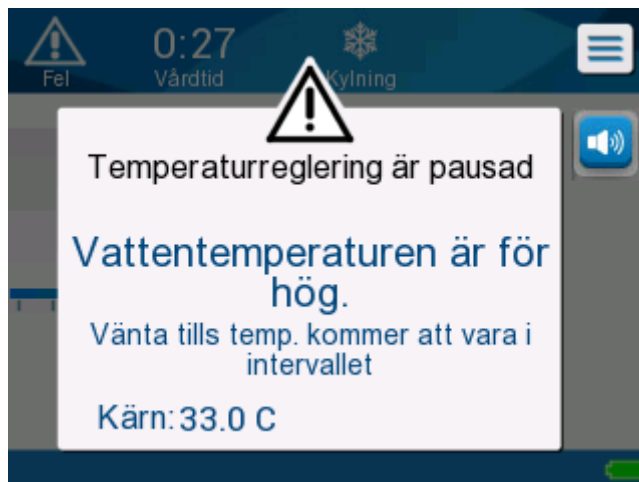 0:27
Fel
Vårdtid
Kylning
Temperaturreglering är pausad
Vattentemperaturen är för
hög.
Vänta tills temp. kommer att vara i
intervallet
Kärn: 33.0 C